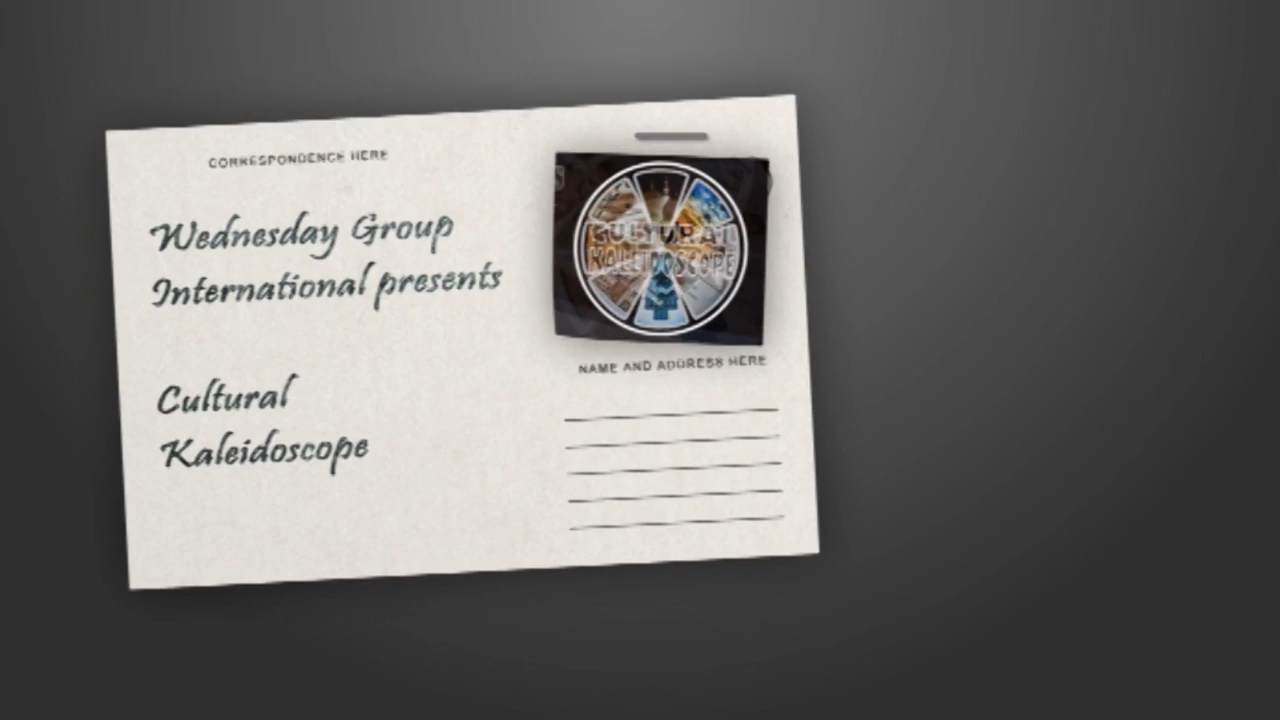 CORRESPONDENCE HERE
Wednesday Group
International presents
Cultural
Kaleidoscope
CULTURAL
KALEIDOSCOPE
NAME AND ADDRESS HERE